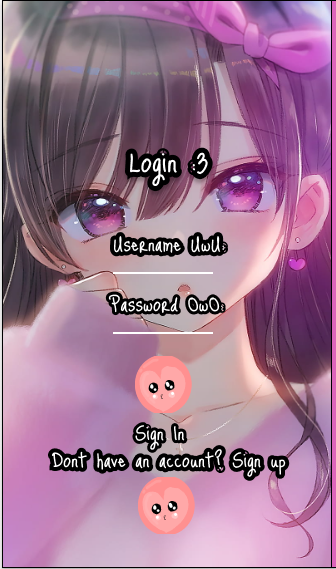 Login :3
Username UwU:
Password OwO:
Sign In
Dont have an account? Sign up